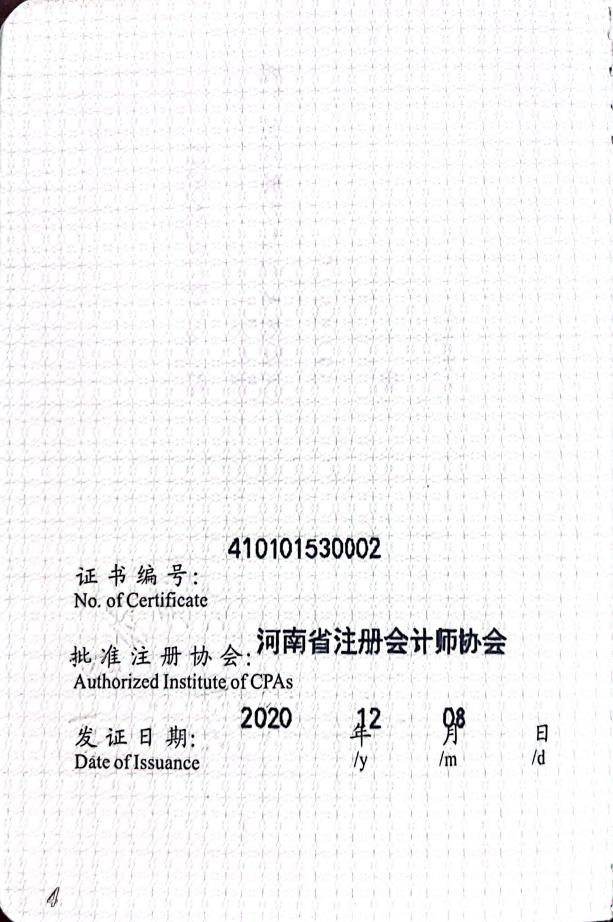 410101530002
证书编号:
No. of Certificate
河南省注册会计师协会
批准注册协会:
Authorized Institute of CPAs
2020 12 08
发证日期: 年 月 日
Date of Issuance /y /m /d